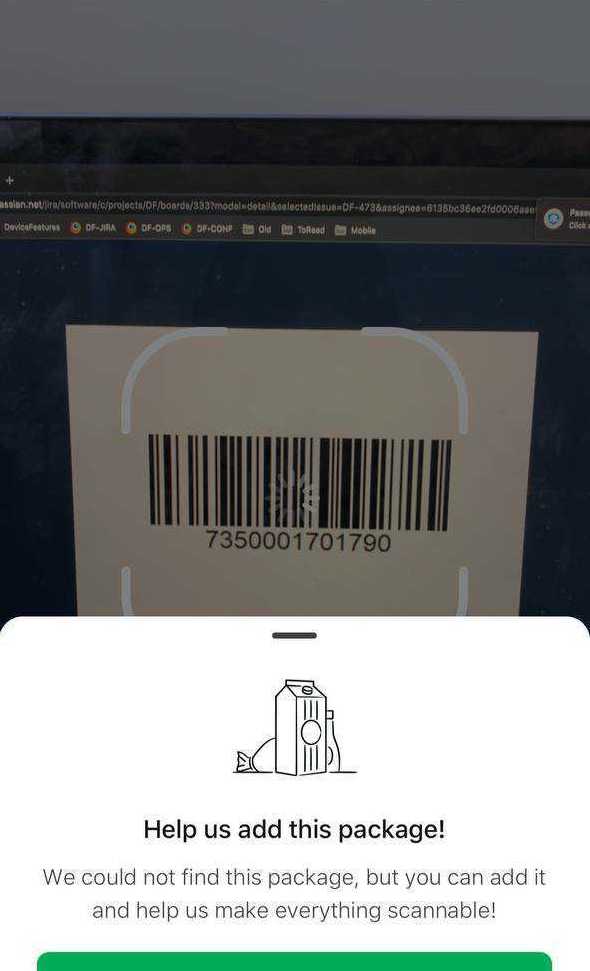 +
assian.net/jira/software/c/projects/DF/boards/333?modal=detail&selectedIssue=DF-473&assignee=6138bc36ee2fd0006aae
DeviceFeatures DF-JIRA DF-OPS DF-CONF Old ToRead Mobile
Click
7350001701790
Help us add this package!
We could not find this package, but you can add it
and help us make everything scannable!